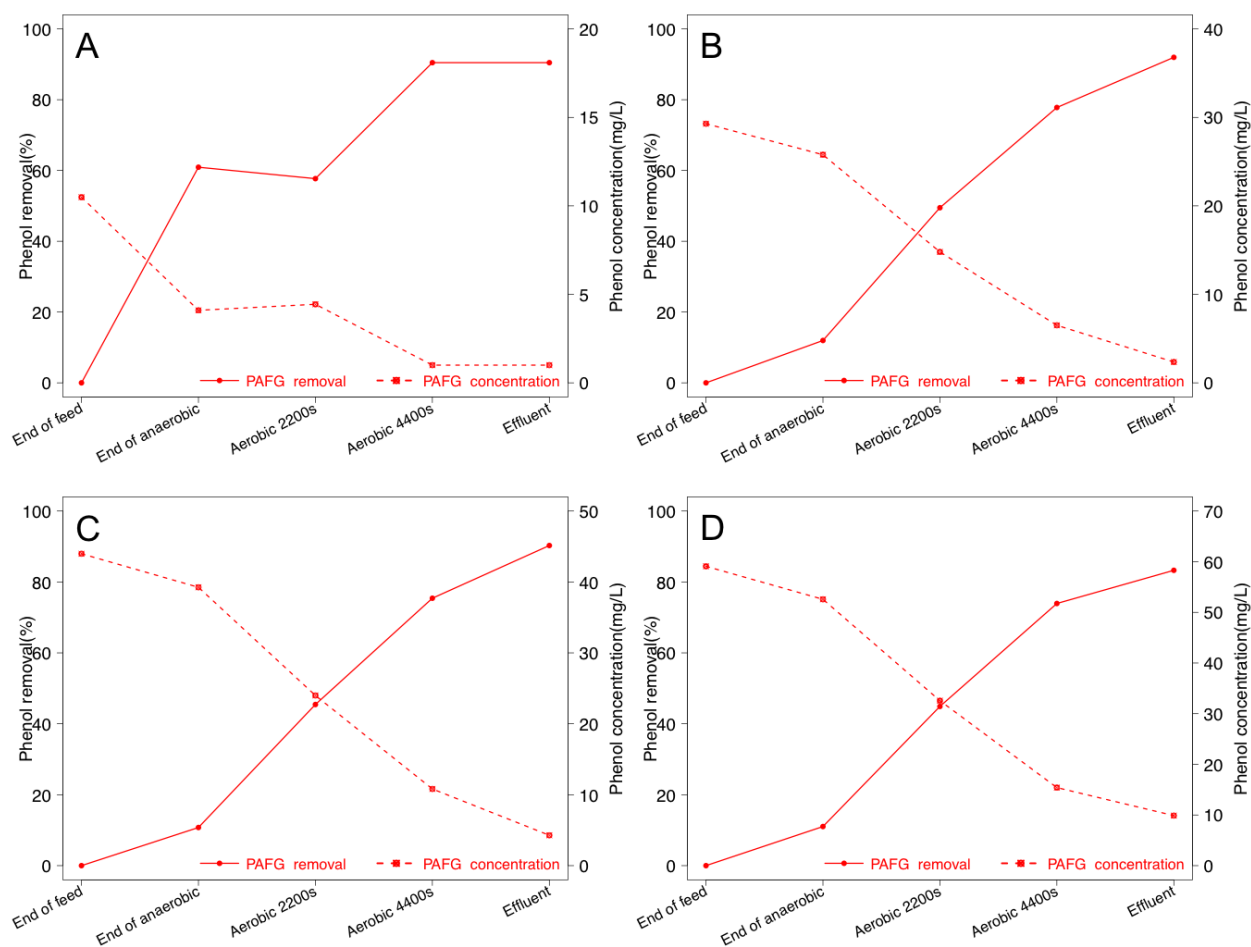 A
100
80
60
40
20
0
Phenol removal(%)
20
15
10
5
0
Phenol concentration(mg/L)
PAFG removal
PAFG concentration
End of feed
End of anaerobic
Aerobic 2200s
Aerobic 4400s
Effluent
B
100
80
60
40
20
0
Phenol removal(%)
40
30
20
10
0
Phenol concentration(mg/L)
PAFG removal
PAFG concentration
End of feed
End of anaerobic
Aerobic 2200s
Aerobic 4400s
Effluent
C
100
80
60
40
20
0
Phenol removal(%)
50
40
30
20
10
0
Phenol concentration(mg/L)
PAFG removal
PAFG concentration
End of feed
End of anaerobic
Aerobic 2200s
Aerobic 4400s
Effluent
D
100
80
60
40
20
0
Phenol removal(%)
70
60
50
40
30
20
10
0
Phenol concentration(mg/L)
PAFG removal
PAFG concentration
End of feed
End of anaerobic
Aerobic 2200s
Aerobic 4400s
Effluent